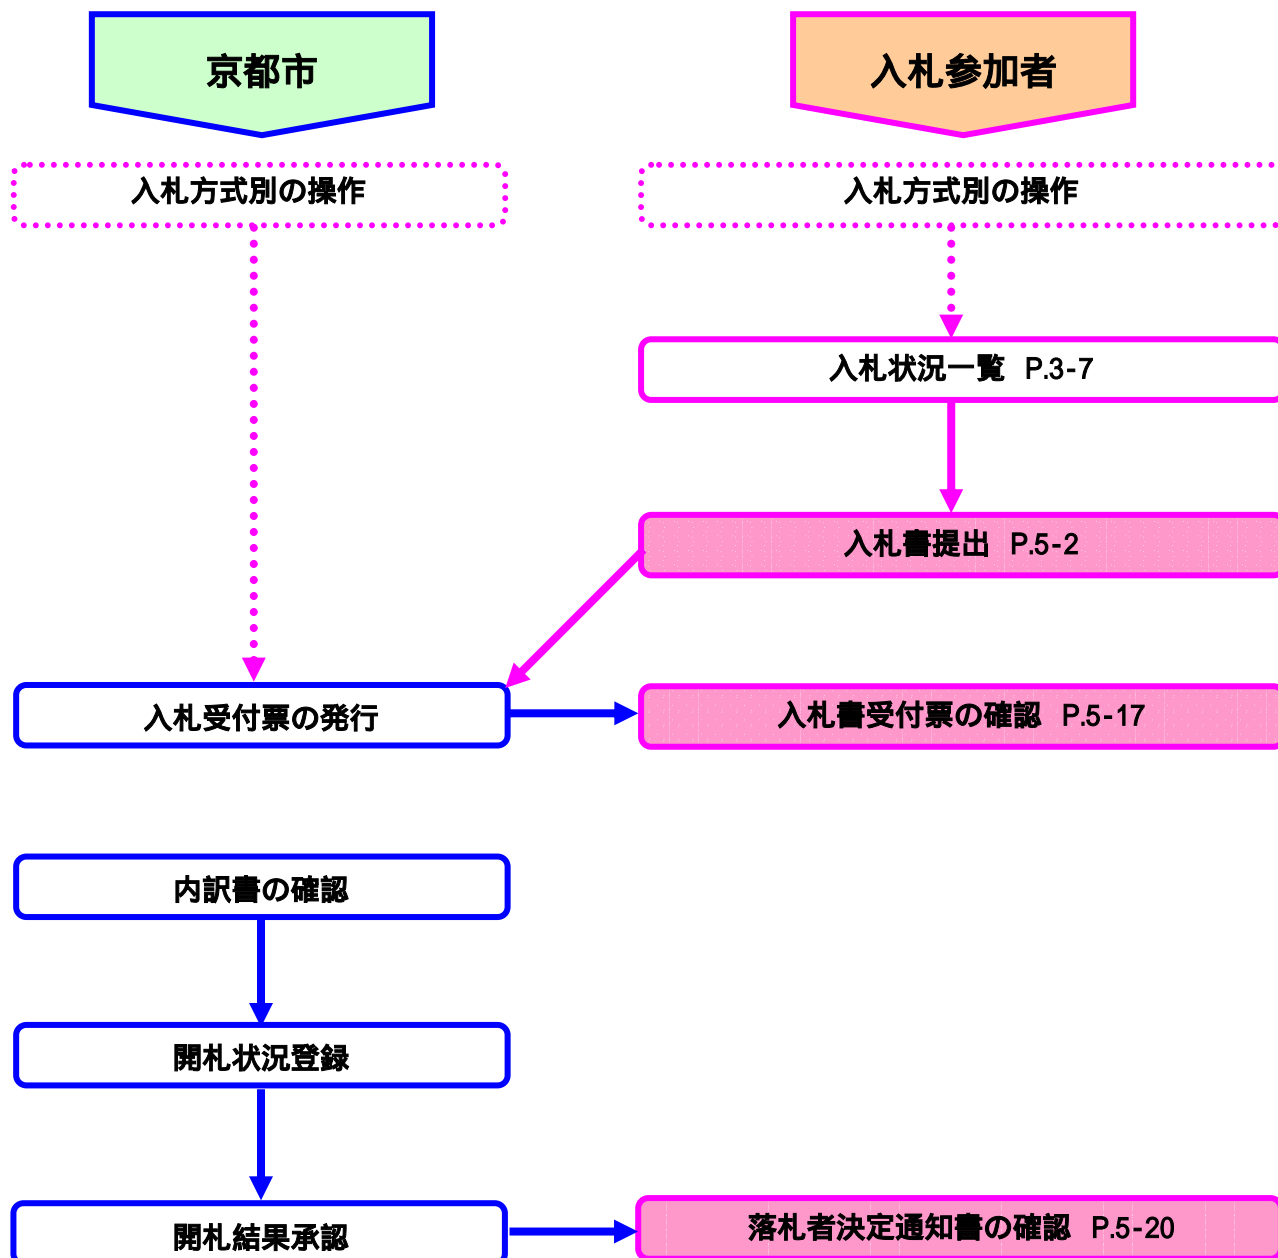 京都市
入札参加者
入札方式別の操作
入札方式別の操作
入札状況一覧 P.3-7
入札書提出 P.5-2
入札受付票の発行
入札書受付票の確認 P.5-17
内訳書の確認
開札状況登録
開札結果承認
落札者決定通知書の確認 P.5-20